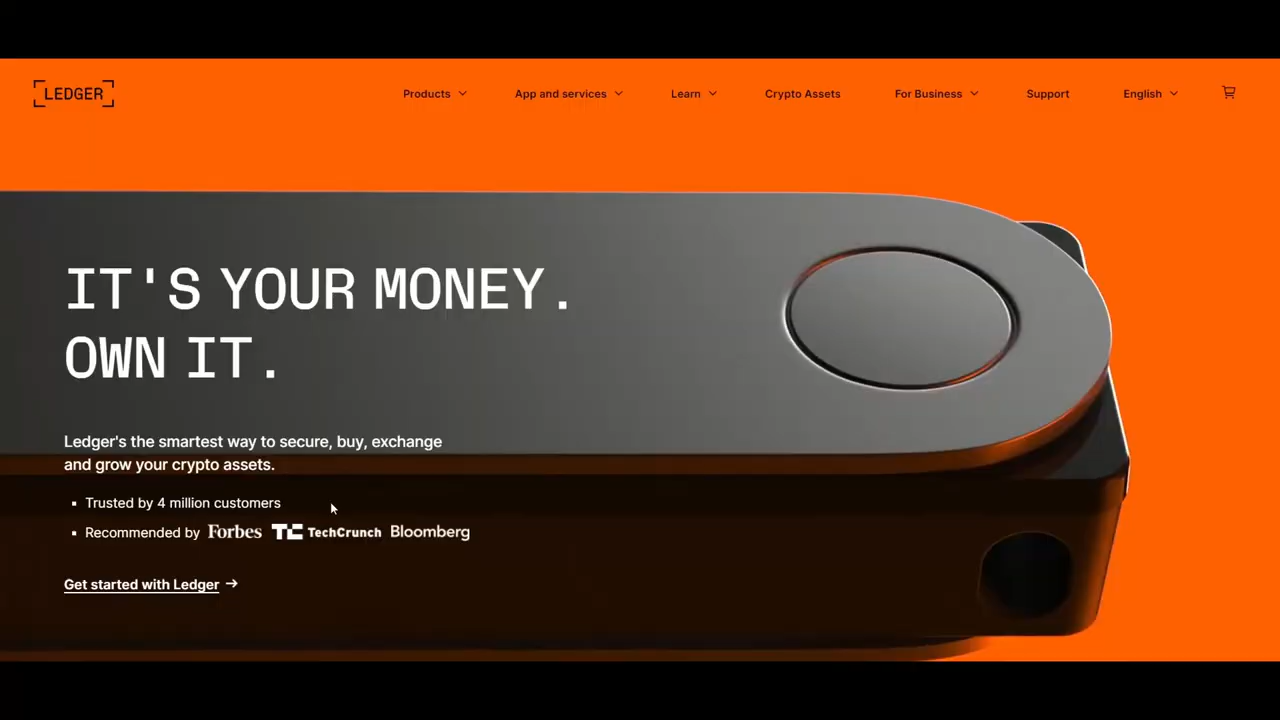 LEDGER
Products App and services Learn Crypto Assets For Business Support English
IT'S YOUR MONEY.
OWN IT.
Ledger's the smartest way to secure, buy, exchange
and grow your crypto assets.
Trusted by 4 million customers
Recommended by Forbes TC TechCrunch Bloomberg
Get started with Ledger →